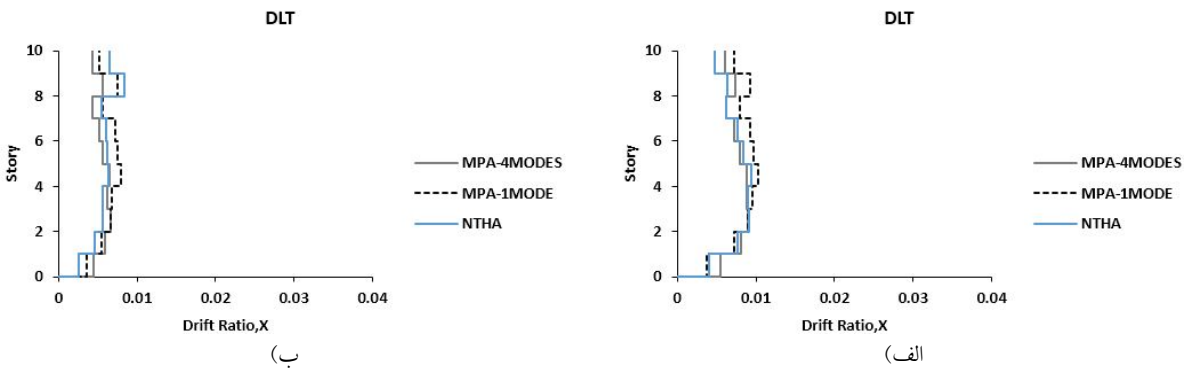 DLT
10
8
6
4
2
0
Story
0 0.01 0.02 0.03 0.04
Drift Ratio,X
MPA-4MODES
MPA-1MODE
NTHA
ب)
DLT
10
8
6
4
2
0
Story
0 0.01 0.02 0.03 0.04
Drift Ratio,X
MPA-4MODES
MPA-1MODE
NTHA
الف)